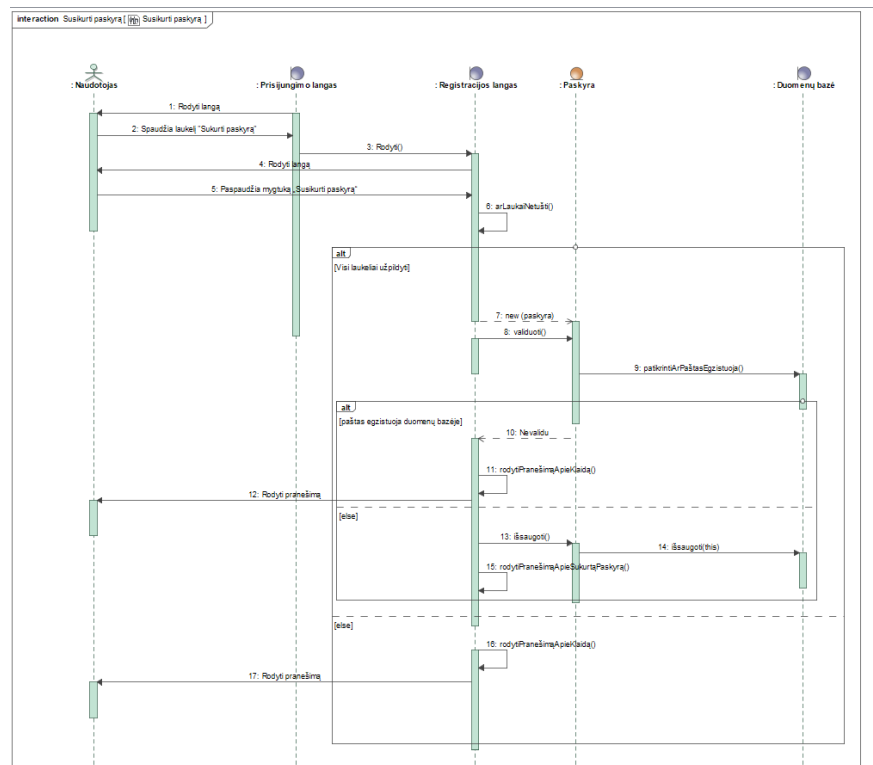 interaction Susikurti paskyrą [ Susikurti paskyrą ]
: Naudotojas
: Prisijungimo langas
: Registracijos langas
: Paskyra
: Duomenų bazė
1: Rodyti langą
2: Spaudžia laukelį "Sukurti paskyrą"
3: Rodyti()
4: Rodyti langą
5: Paspaudžia mygtuką „Susikurti paskyrą"
6: arLaukaiNetušti()
alt
[Visi laukeliai užpildyti]
7: new (paskyra)
8: validuoti()
9: patikrintiArPaštasEgzistuoja()
alt
[paštas egzistuoja duomenų bazėje]
10: Nevalidu
11: rodytiPranešimąApieKlaidą()
12: Rodyti pranešimą
[else]
13: išsaugoti()
14: išsaugoti(this)
15: rodytiPranešimąApieSukurtąPaskyrą()
[else]
16: rodytiPranešimąApieKlaidą()
17: Rodyti pranešimą